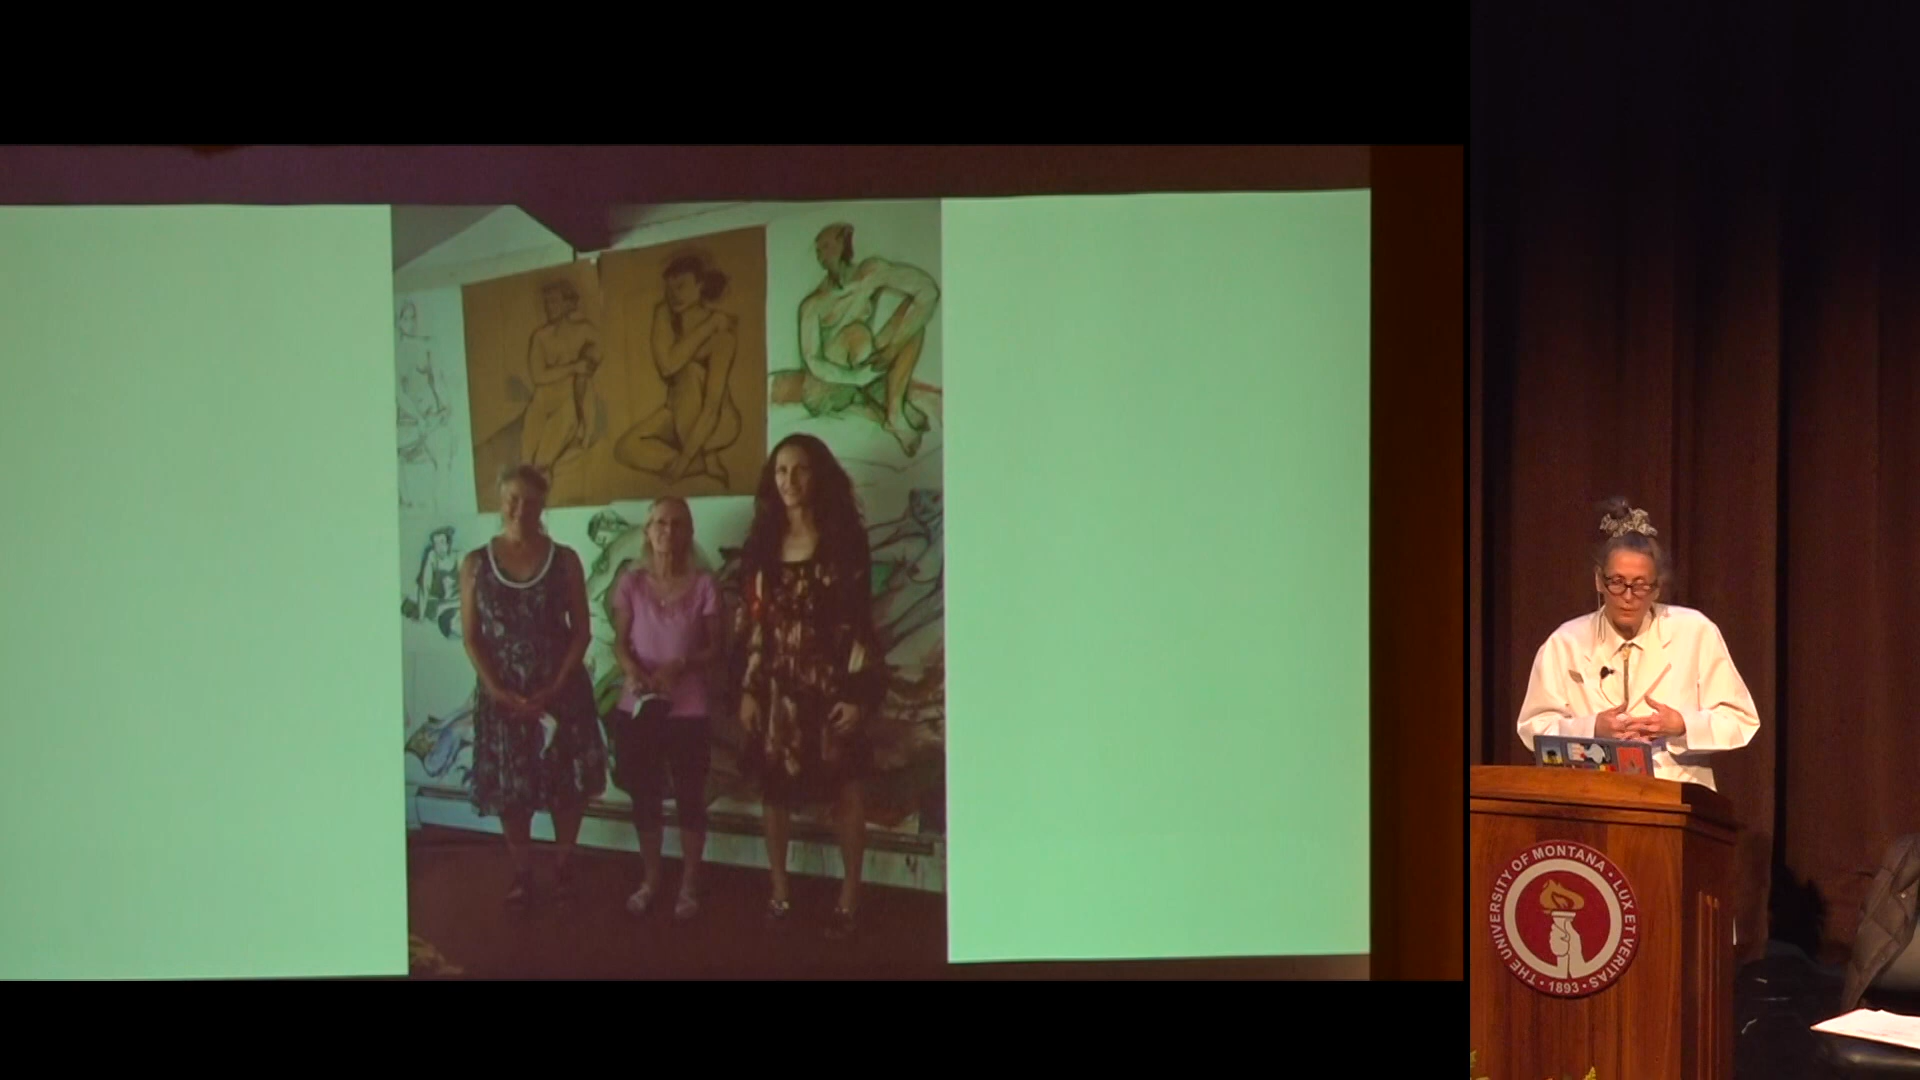 THE UNIVERSITY OF MONTANA • LUX ET VERITAS
• 1893 •